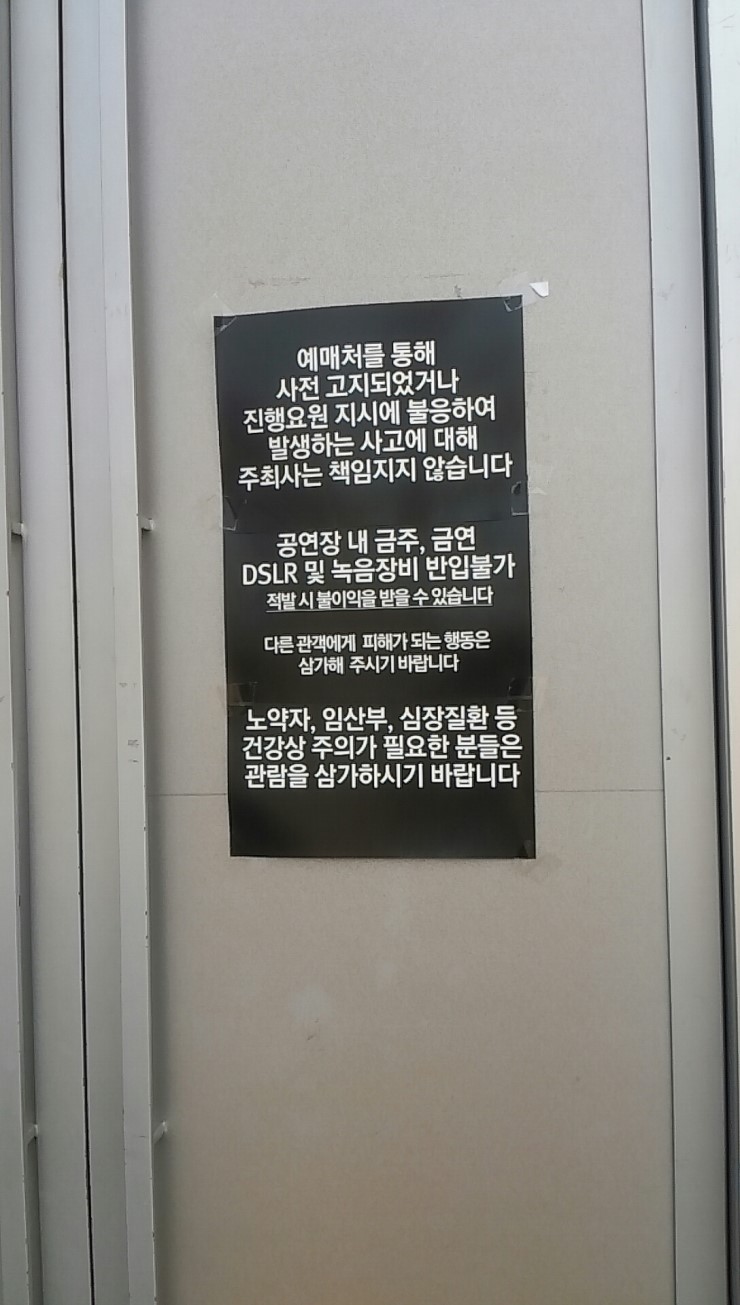 예매처를 통해
사전 고지되었거나
진행요원 지시에 불응하여
발생하는 사고에 대해
주최사는 책임지지 않습니다
공연장 내 금주, 금연
DSLR 및 녹음장비 반입불가
적발 시 불이익을 받을 수 있습니다
다른 관객에게 피해가 되는 행동은
삼가해 주시기 바랍니다
노약자, 임산부, 심장질환 등
건강상 주의가 필요한 분들은
관람을 삼가하시기 바랍니다